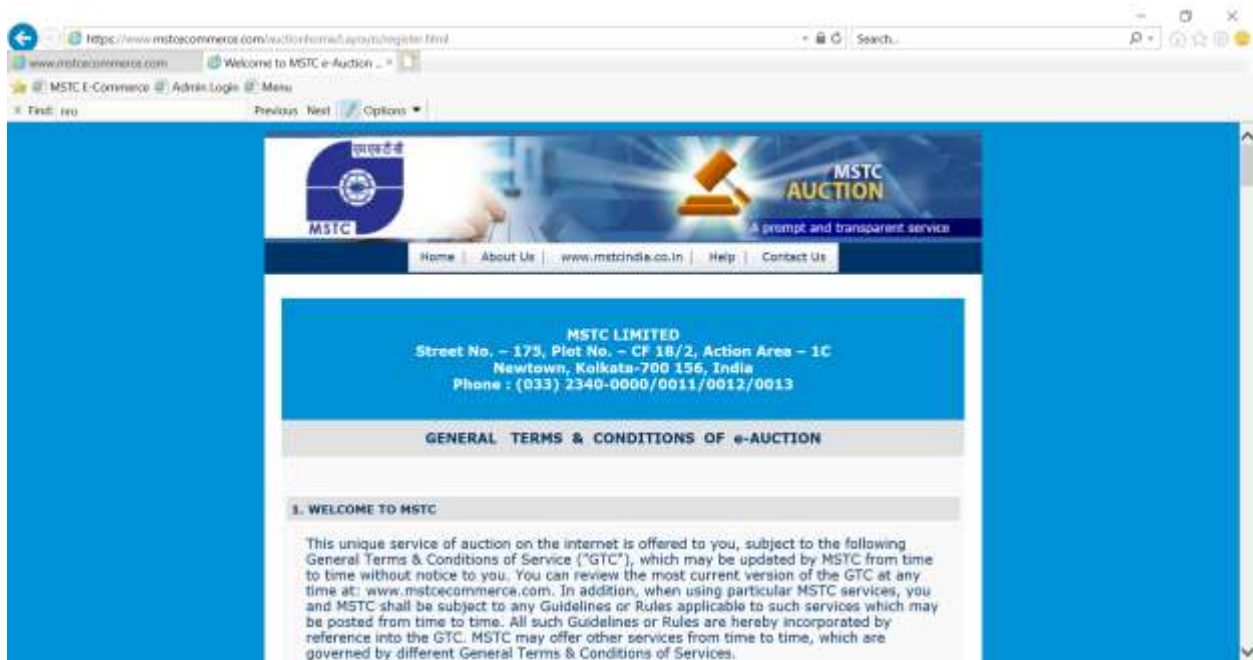 https://www.mstcecommerce.com/auctionhome/Layouts/register.html
Search...
www.mstcecommerce.com
Welcome to MSTC e-Auction ...
MSTC E-Commerce Admin Login Menu
Find: Previous Next Options
एमएसटीसी
MSTC
MSTC
AUCTION
A prompt and transparent service
Home | About Us | www.mstcindia.co.in | Help | Contact Us
MSTC LIMITED
Street No. – 175, Plot No. – CF 18/2, Action Area – 1C
Newtown, Kolkata-700 156, India
Phone : (033) 2340-0000/0011/0012/0013
GENERAL TERMS & CONDITIONS OF e-AUCTION
1. WELCOME TO MSTC
This unique service of auction on the internet is offered to you, subject to the following
General Terms & Conditions of Service ("GTC"), which may be updated by MSTC from time
to time without notice to you. You can review the most current version of the GTC at any
time at: www.mstcecommerce.com. In addition, when using particular MSTC services, you
and MSTC shall be subject to any Guidelines or Rules applicable to such services which may
be posted from time to time. All such Guidelines or Rules are hereby incorporated by
reference into the GTC. MSTC may offer other services from time to time, which are
governed by different General Terms & Conditions of Services.